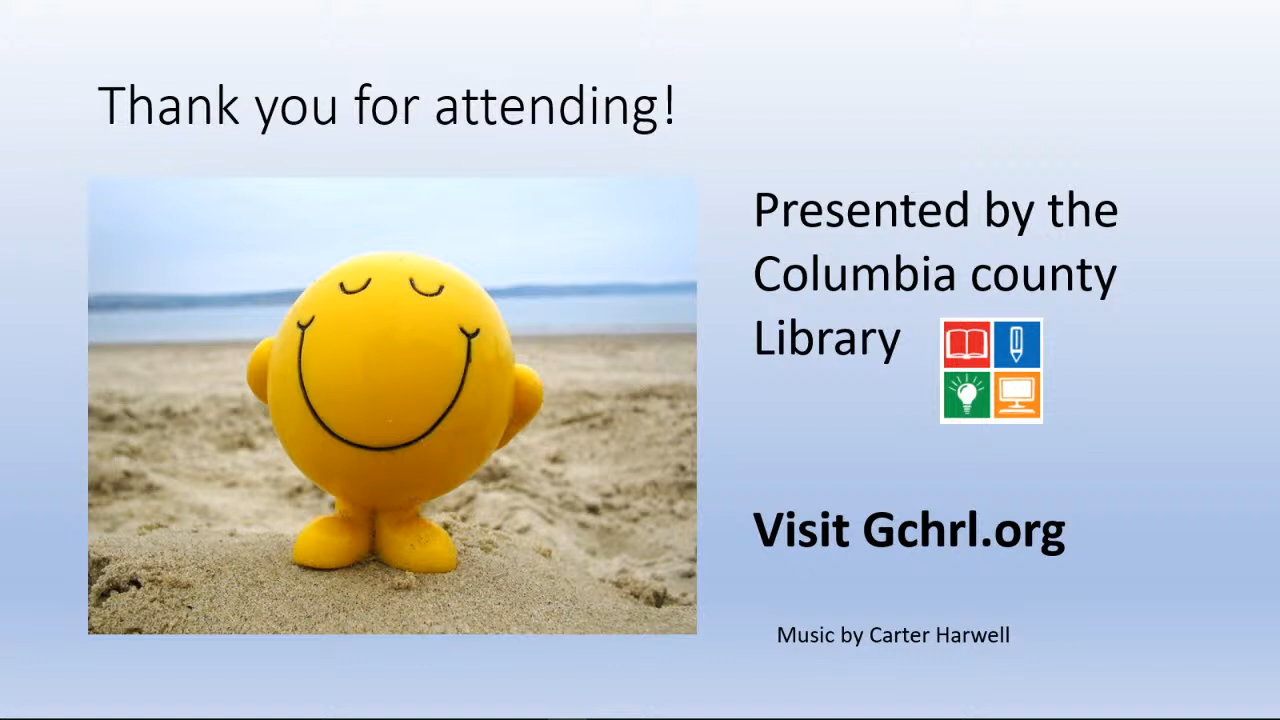 Thank you for attending!
Presented by the
Columbia county
Library
Visit Gchrl.org
Music by Carter Harwell